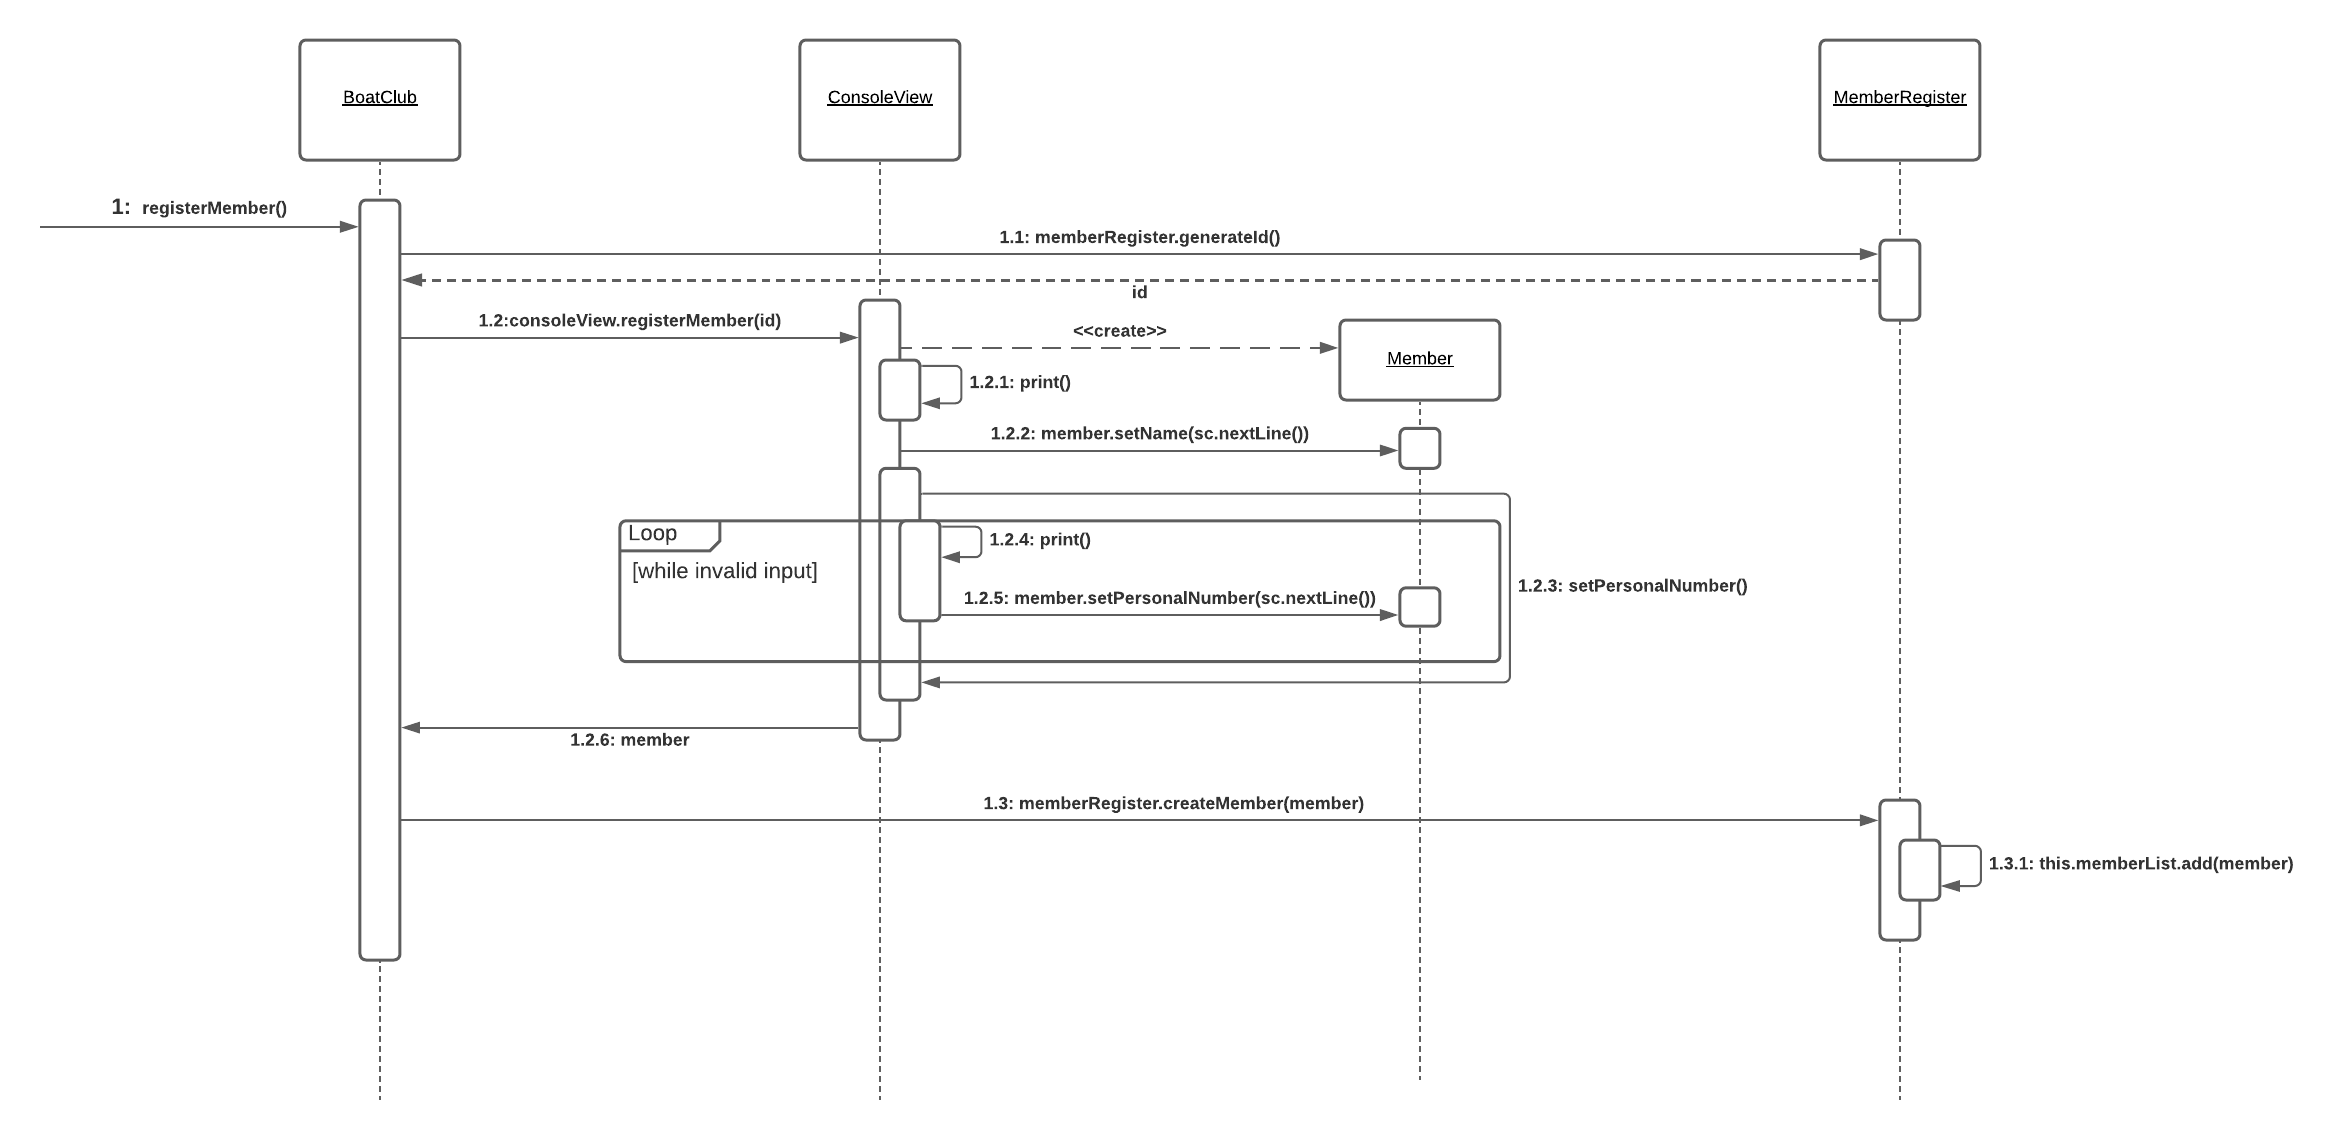 BoatClub
ConsoleView
MemberRegister
1: registerMember()
1.1: memberRegister.generateId()
id
1.2:consoleView.registerMember(id)
<<create>>
Member
1.2.1: print()
1.2.2: member.setName(sc.nextLine())
Loop
1.2.4: print()
[while invalid input]
1.2.3: setPersonalNumber()
1.2.5: member.setPersonalNumber(sc.nextLine())
1.2.6: member
1.3: memberRegister.createMember(member)
1.3.1: this.memberList.add(member)